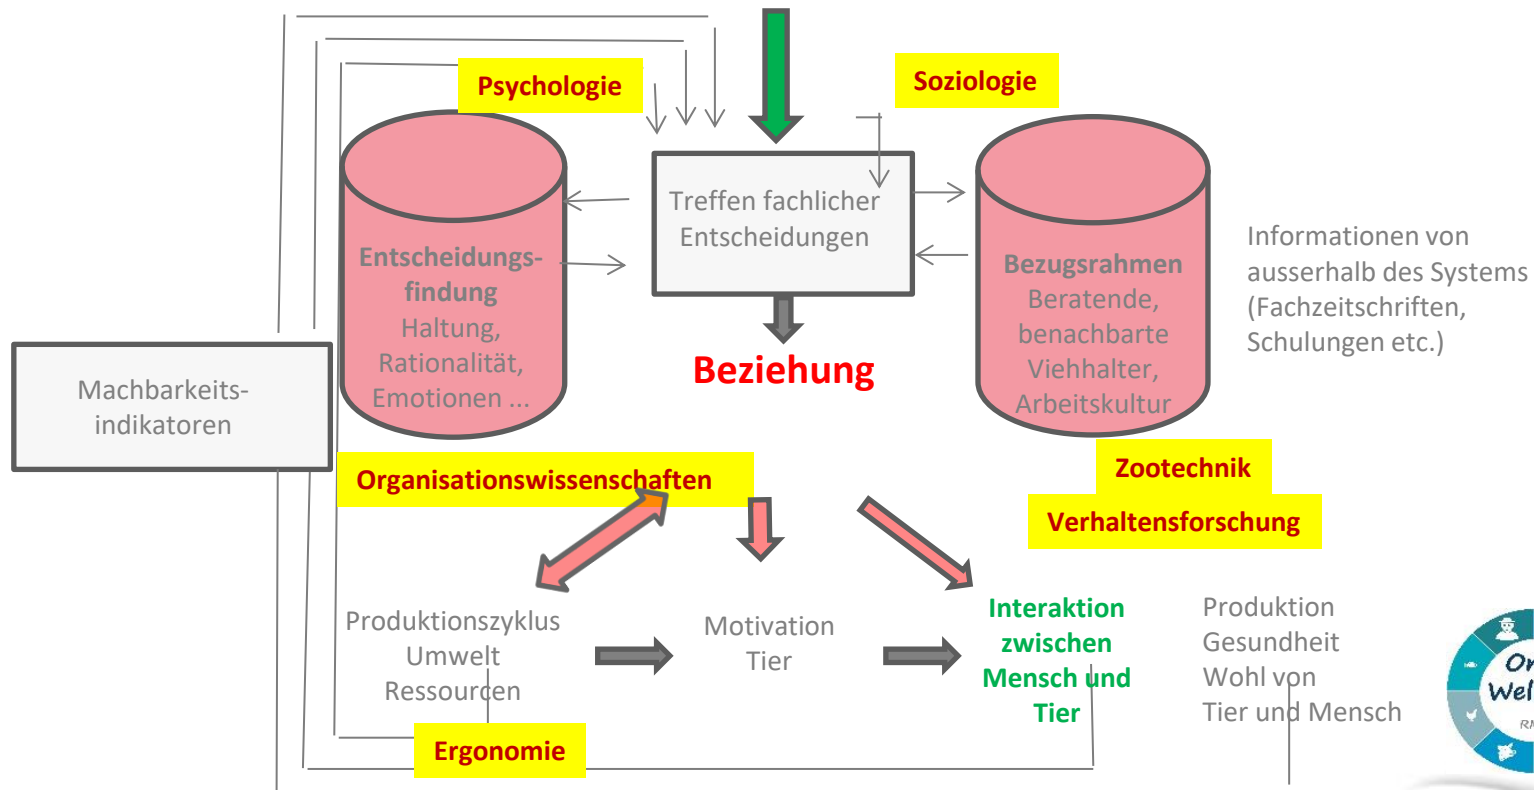 Psychologie
Soziologie
Treffen fachlicher
Entscheidungen
Entscheidungs-
findung
Haltung,
Rationalität,
Emotionen ...
Bezugsrahmen
Beratende,
benachbarte
Viehhalter,
Arbeitskultur
Informationen von
ausserhalb des Systems
(Fachzeitschriften,
Schulungen etc.)
Beziehung
Machbarkeits-
indikatoren
Organisationswissenschaften
Zootechnik
Verhaltensforschung
Produktionszyklus
Umwelt
Ressourcen
Motivation
Tier
Interaktion
zwischen
Mensch und
Tier
Produktion
Gesundheit
Wohl von
Tier und Mensch
Ergonomie